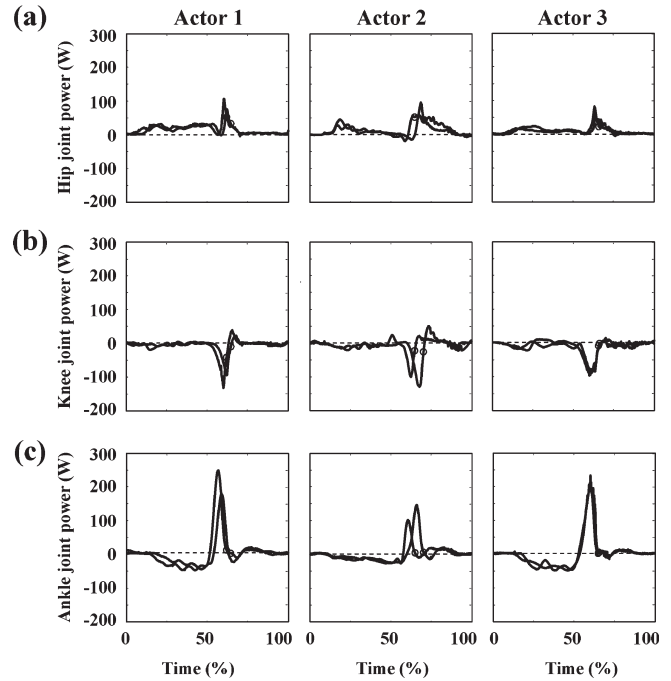 (a) Actor 1 Actor 2 Actor 3
Hip joint power (W)
300
200
100
0
-100
-200
(b)
Knee joint power (W)
300
200
100
0
-100
-200
(c)
Ankle joint power (W)
300
200
100
0
-100
-200
0 50 100 0 50 100 0 50 100
Time (%) Time (%) Time (%)